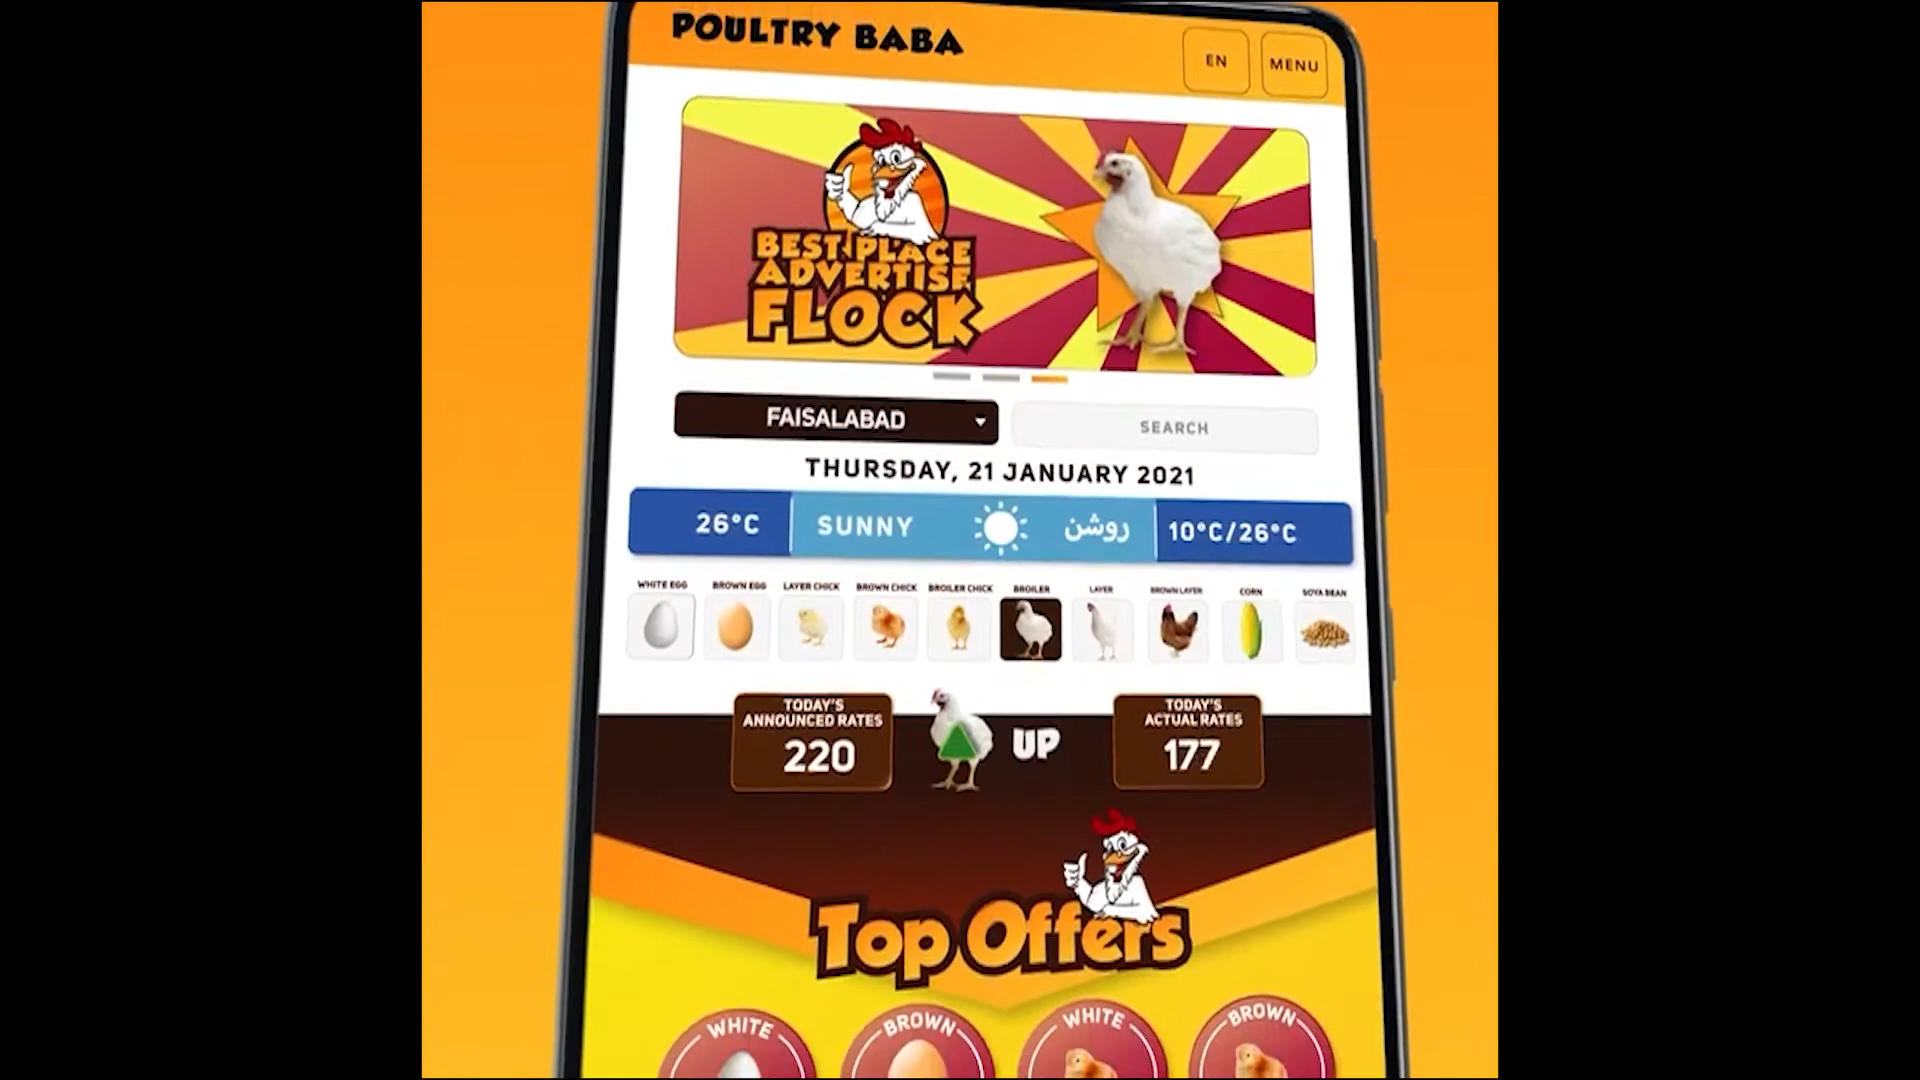 POULTRY BABA
EN
MENU
BEST PLACE
ADVERTISE
FLOCK
FAISALABAD
SEARCH
THURSDAY, 21 JANUARY 2021
26°C
SUNNY
روشن
10°C/26°C
WHITE EGG
BROWN EGG
LAYER CHICK
BROWN CHICK
BROILER CHICK
BROILER
LAYER
BROWN LAYER
CORN
SOYA BEAN
TODAY'S
ANNOUNCED RATES
220
UP
TODAY'S
ACTUAL RATES
177
Top Offers
WHITE
BROWN
WHITE
BROWN